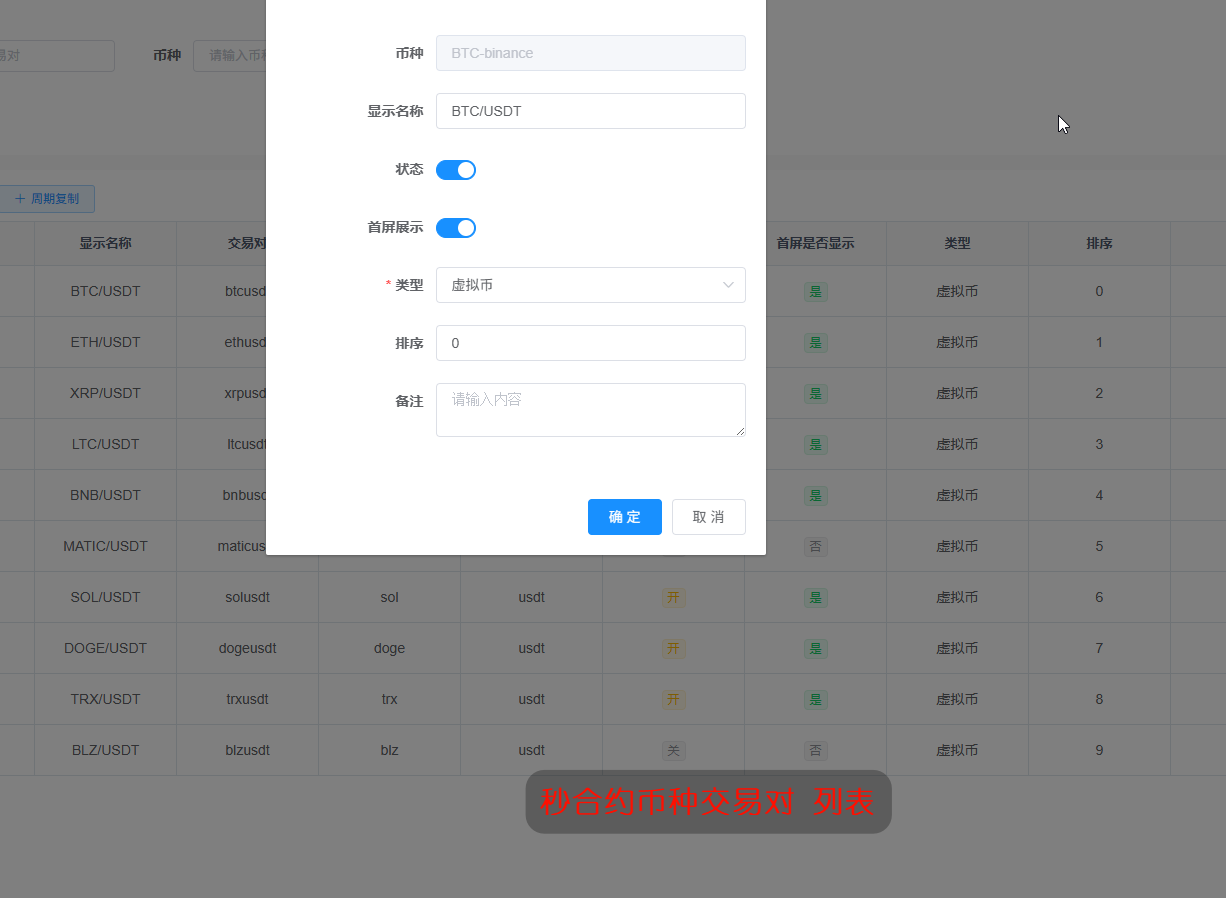 币种 BTC-binance
易对 币种 请输入币种
显示名称 BTC/USDT
状态
+ 周期复制
首屏展示
显示名称 交易对 首屏是否显示 类型 排序
* 类型 虚拟币
BTC/USDT btcusd 是 虚拟币 0
排序 0
ETH/USDT ethusd 是 虚拟币 1
备注 请输入内容
XRP/USDT xrpusd 是 虚拟币 2
LTC/USDT ltcusdt 是 虚拟币 3
BNB/USDT bnbusd 是 虚拟币 4
确 定 取 消
MATIC/USDT maticus 否 虚拟币 5
SOL/USDT solusdt sol usdt 开 是 虚拟币 6
DOGE/USDT dogeusdt doge usdt 开 是 虚拟币 7
TRX/USDT trxusdt trx usdt 开 是 虚拟币 8
BLZ/USDT blzusdt blz usdt 关 否 虚拟币 9
秒合约币种交易对 列表